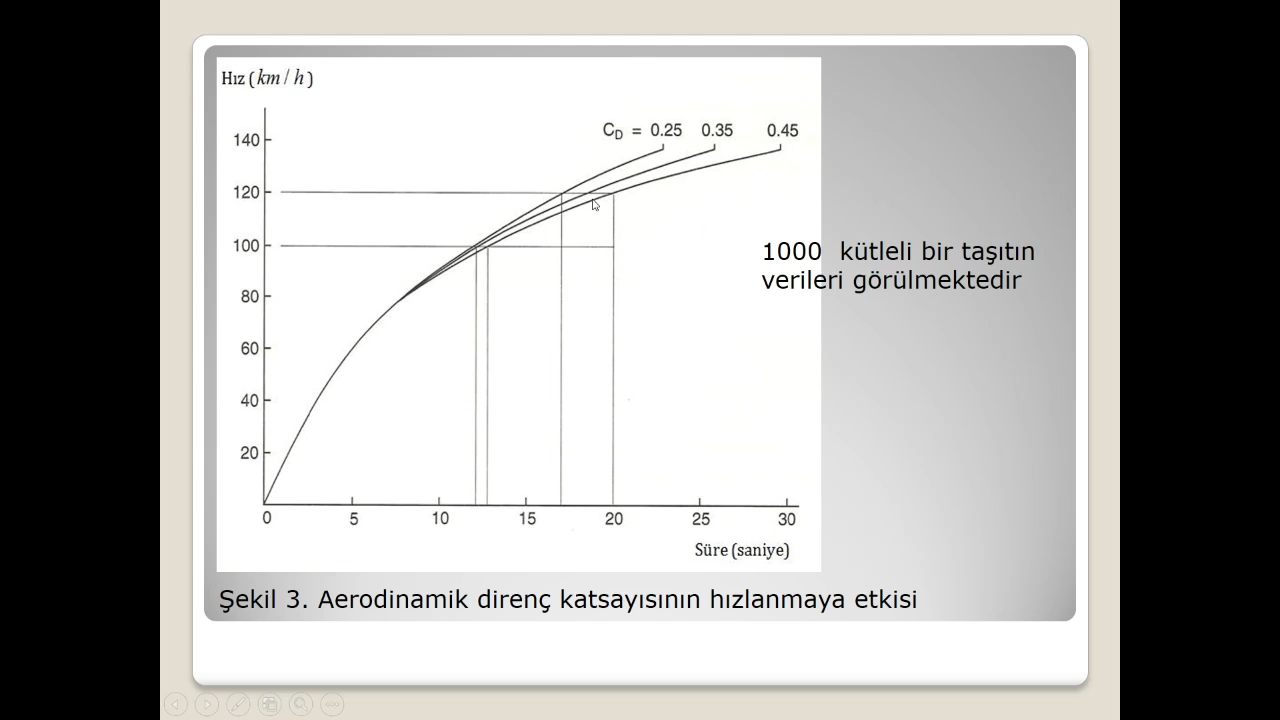 Hız (km / h)
C_D = 0.25 0.35 0.45
140
120
100
80
60
40
20
0 5 10 15 20 25 30
Süre (saniye)
1000 kütleli bir taşıtın
verileri görülmektedir
Şekil 3. Aerodinamik direnç katsayısının hızlanmaya etkisi